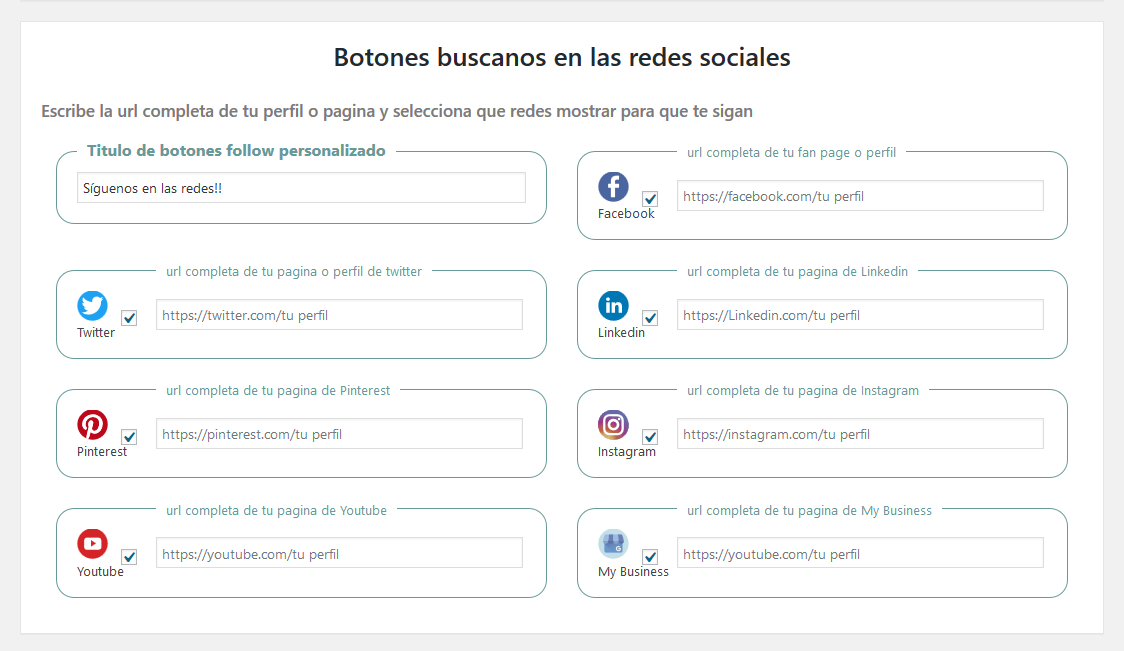 Botones buscanos en las redes sociales
Escribe la url completa de tu perfil o pagina y selecciona que redes mostrar para que te sigan
Titulo de botones follow personalizado
Síguenos en las redes!!
url completa de tu fan page o perfil
Facebook
https://facebook.com/tu perfil
url completa de tu pagina o perfil de twitter
Twitter
https://twitter.com/tu perfil
url completa de tu pagina de Linkedin
Linkedin
https://Linkedin.com/tu perfil
url completa de tu pagina de Pinterest
Pinterest
https://pinterest.com/tu perfil
url completa de tu pagina de Instagram
Instagram
https://instagram.com/tu perfil
url completa de tu pagina de Youtube
Youtube
https://youtube.com/tu perfil
url completa de tu pagina de My Business
My Business
https://youtube.com/tu perfil